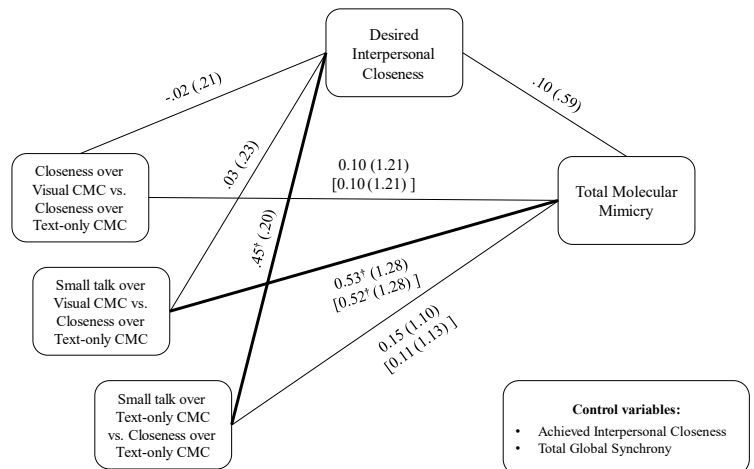 Desired
Interpersonal
Closeness
-.02 (.21)
.10 (.59)
.03 (.23)
Closeness over
Visual CMC vs.
Closeness over
Text-only CMC
0.10 (1.21)
[0.10 (1.21) ]
Total Molecular
Mimicry
.45† (.20)
Small talk over
Visual CMC vs.
Closeness over
Text-only CMC
0.53† (1.28)
[0.52† (1.28) ]
0.15 (1.10)
[0.11 (1.13) ]
Small talk over
Text-only CMC
vs. Closeness over
Text-only CMC
Control variables:
• Achieved Interpersonal Closeness
• Total Global Synchrony